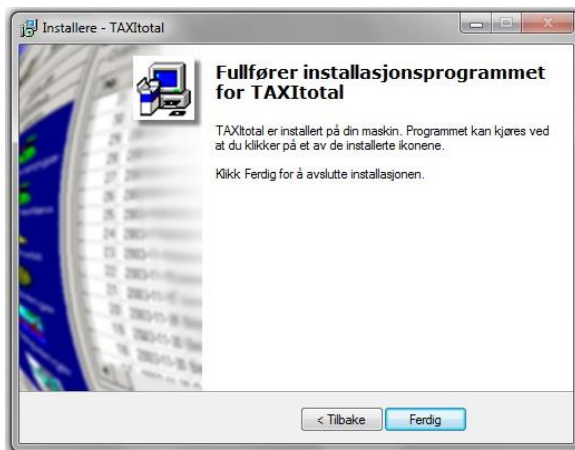 Installere - TAXItotal
Fullfører installasjonsprogrammet
for TAXItotal
TAXItotal er installert på din maskin. Programmet kan kjøres ved
at du klikker på et av de installerte ikonene.
Klikk Ferdig for å avslutte installasjonen.
< Tilbake
Ferdig